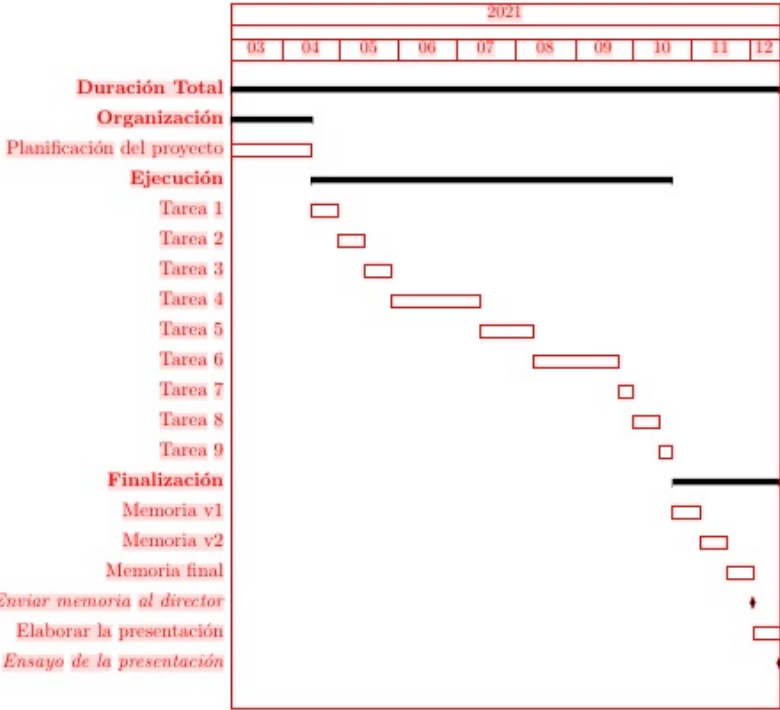 2021
03 04 05 06 07 08 09 10 11 12
Duración Total
Organización
Planificación del proyecto
Ejecución
Tarea 1
Tarea 2
Tarea 3
Tarea 4
Tarea 5
Tarea 6
Tarea 7
Tarea 8
Tarea 9
Finalización
Memoria v1
Memoria v2
Memoria final
Enviar memoria al director
Elaborar la presentación
Ensayo de la presentación